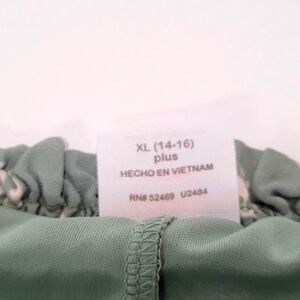 XL (14-16)
plus
HECHO EN VIETNAM
RN# 52469 U2484